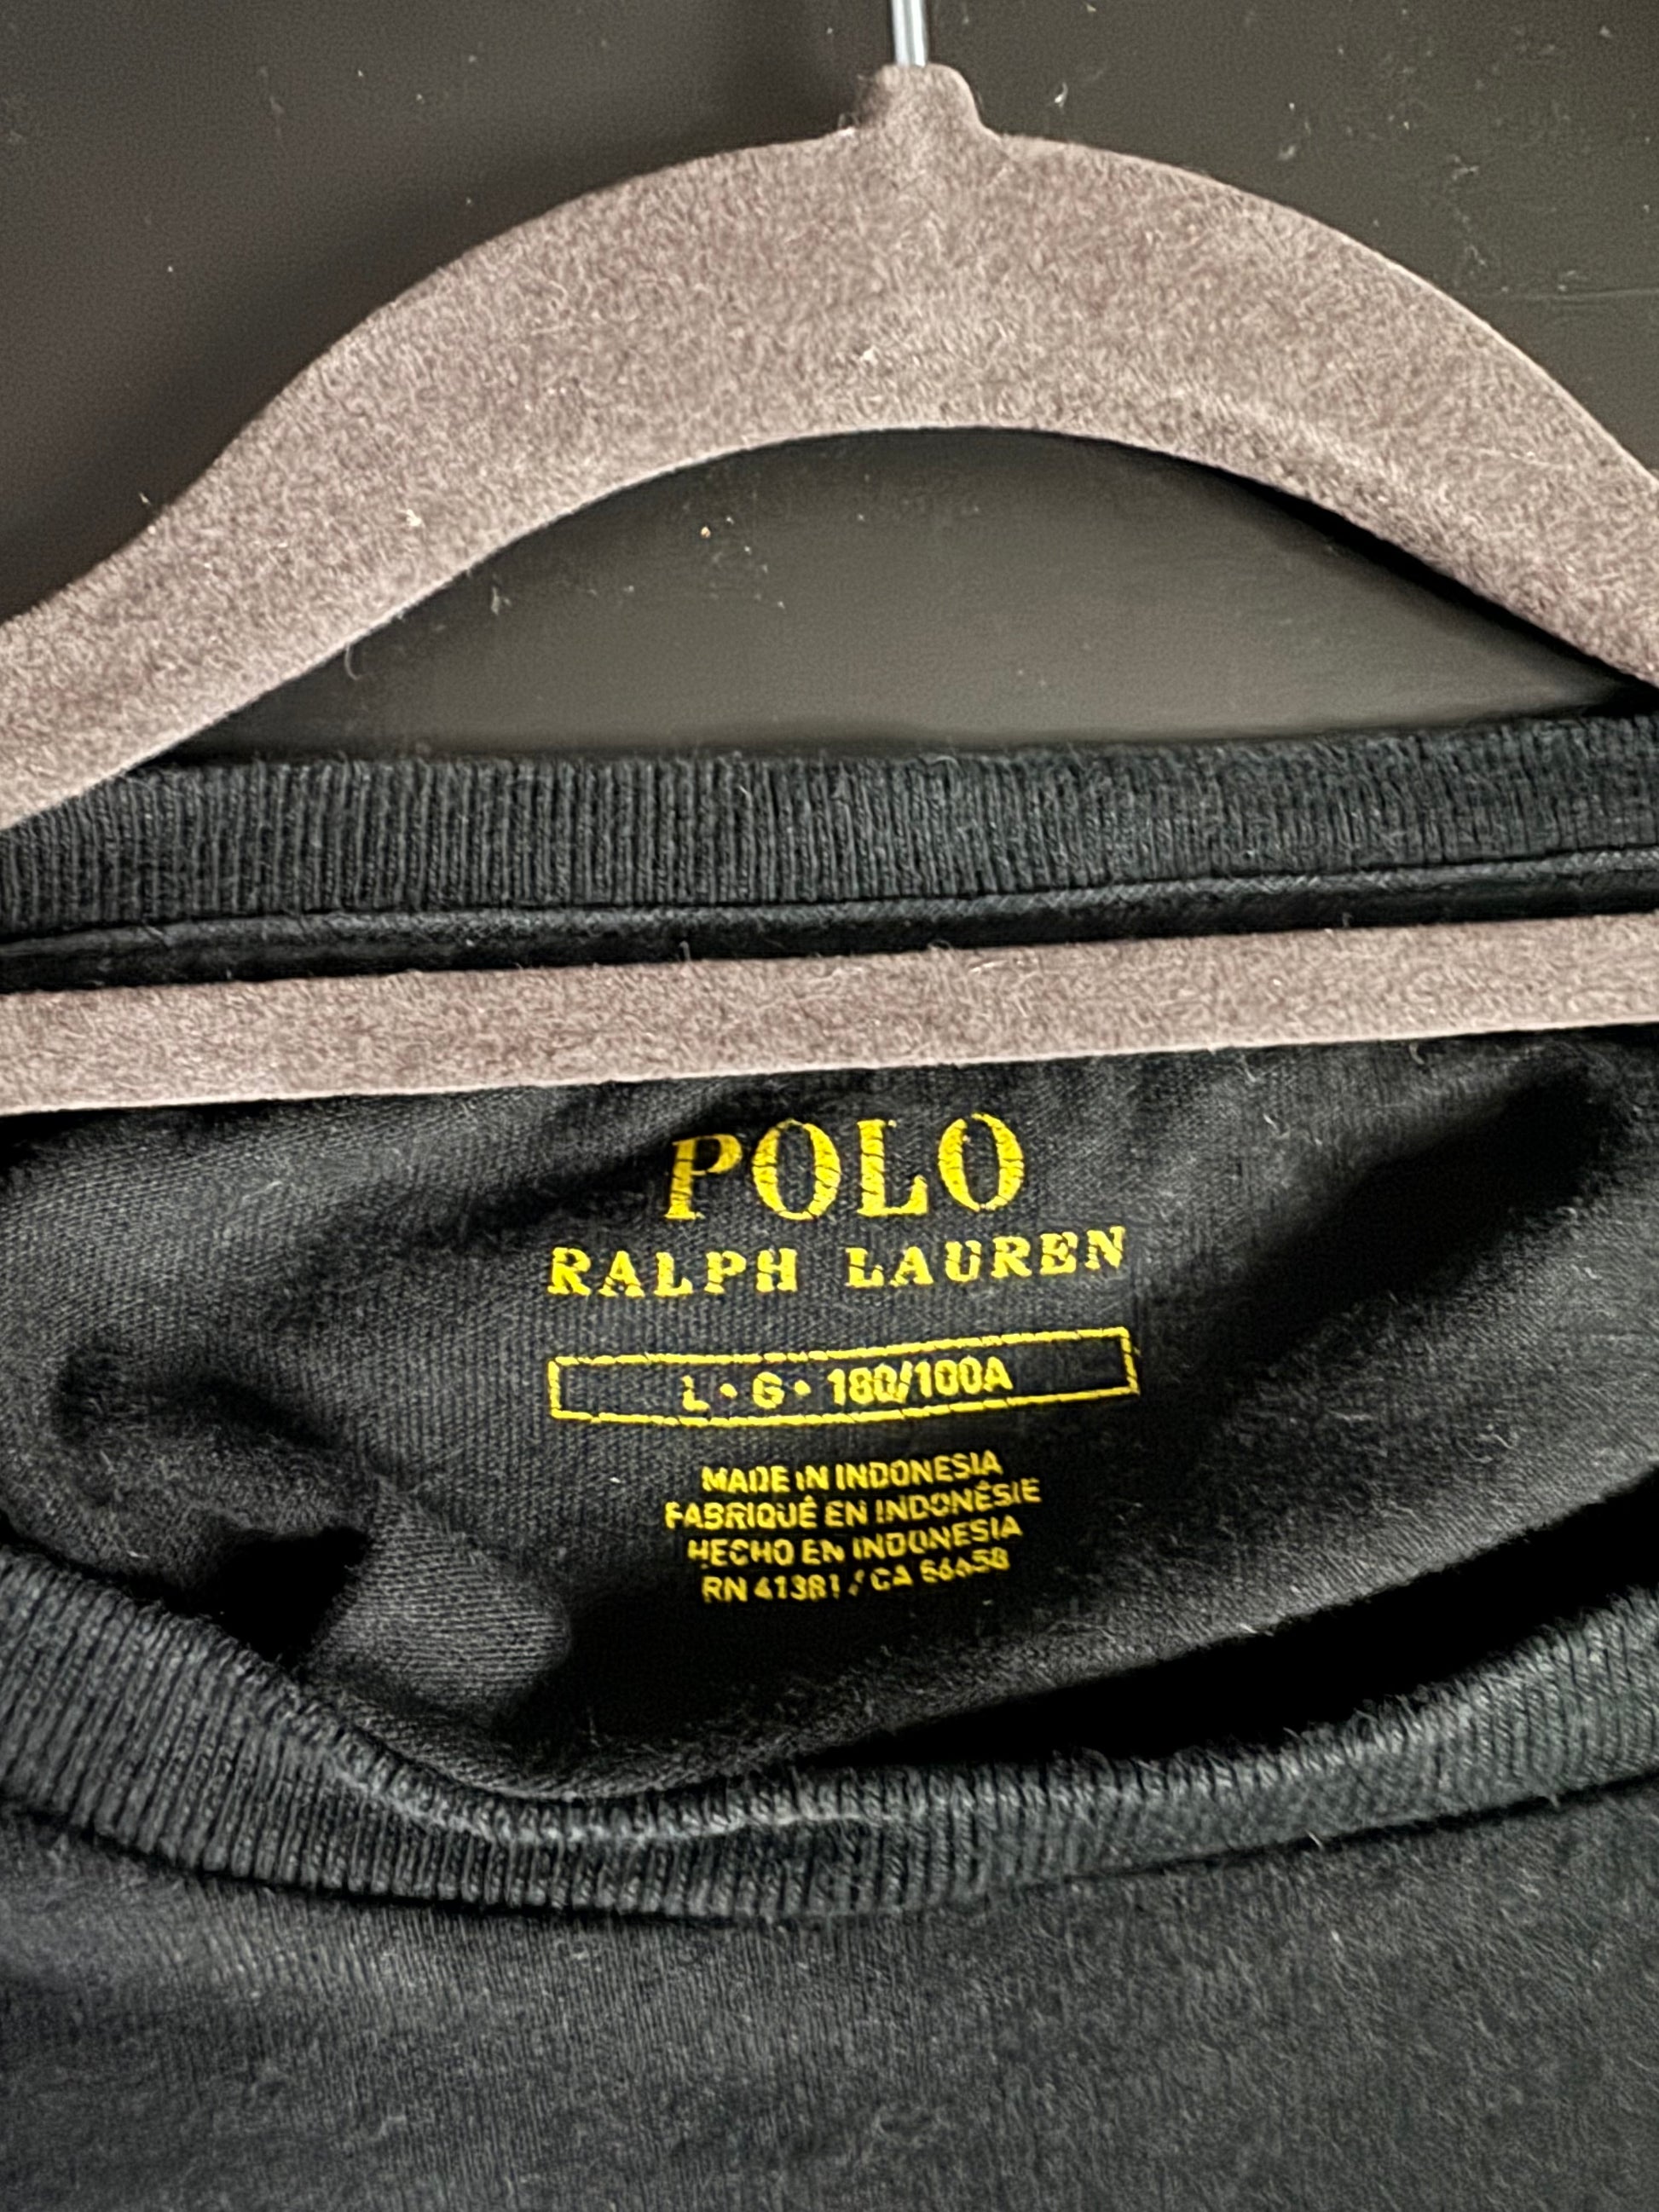 POLO
RALPH LAUREN
L • G • 180/100A
MADE IN INDONESIA
FABRIQUÉ EN INDONÉSIE
HECHO EN INDONESIA
RN 41381 / CA 56658